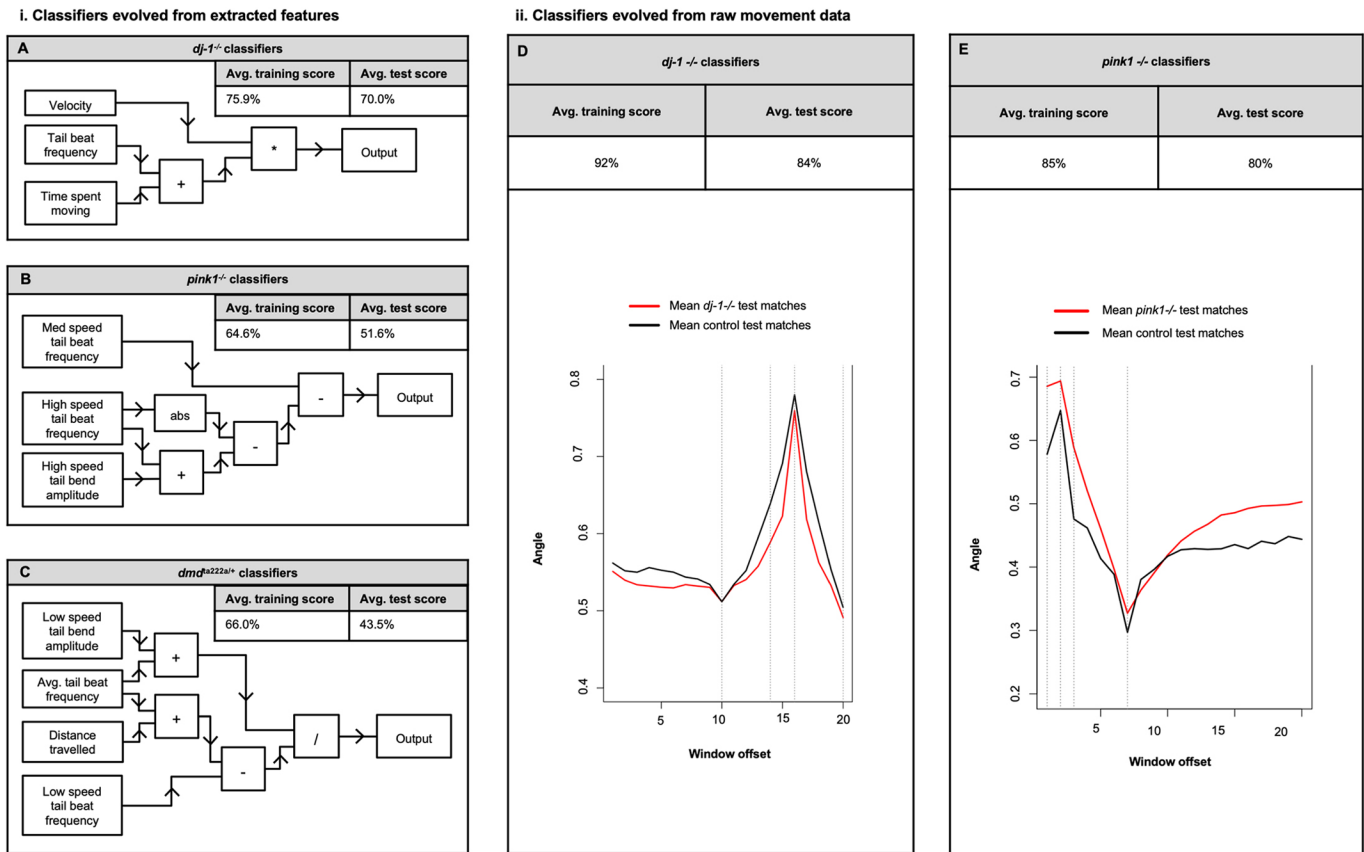 i. Classifiers evolved from extracted features
A
dj-1-/- classifiers
Avg. training score
Avg. test score
75.9%
70.0%
Velocity
Tail beat
frequency
Time spent
moving
+
*
Output
B
pink1-/- classifiers
Avg. training score
Avg. test score
64.6%
51.6%
Med speed
tail beat
frequency
High speed
tail beat
frequency
High speed
tail bend
amplitude
abs
+
-
-
Output
C
dmdta222a/+ classifiers
Avg. training score
Avg. test score
66.0%
43.5%
Low speed
tail bend
amplitude
Avg. tail beat
frequency
Distance
travelled
Low speed
tail beat
frequency
+
+
-
/
Output
ii. Classifiers evolved from raw movement data
D
dj-1 -/- classifiers
Avg. training score
Avg. test score
92%
84%
Mean dj-1-/- test matches
Mean control test matches
Angle
0.8
0.7
0.6
0.5
0.4
5
10
15
20
Window offset
E
pink1 -/- classifiers
Avg. training score
Avg. test score
85%
80%
Mean pink1-/- test matches
Mean control test matches
Angle
0.7
0.6
0.5
0.4
0.3
0.2
5
10
15
20
Window offset